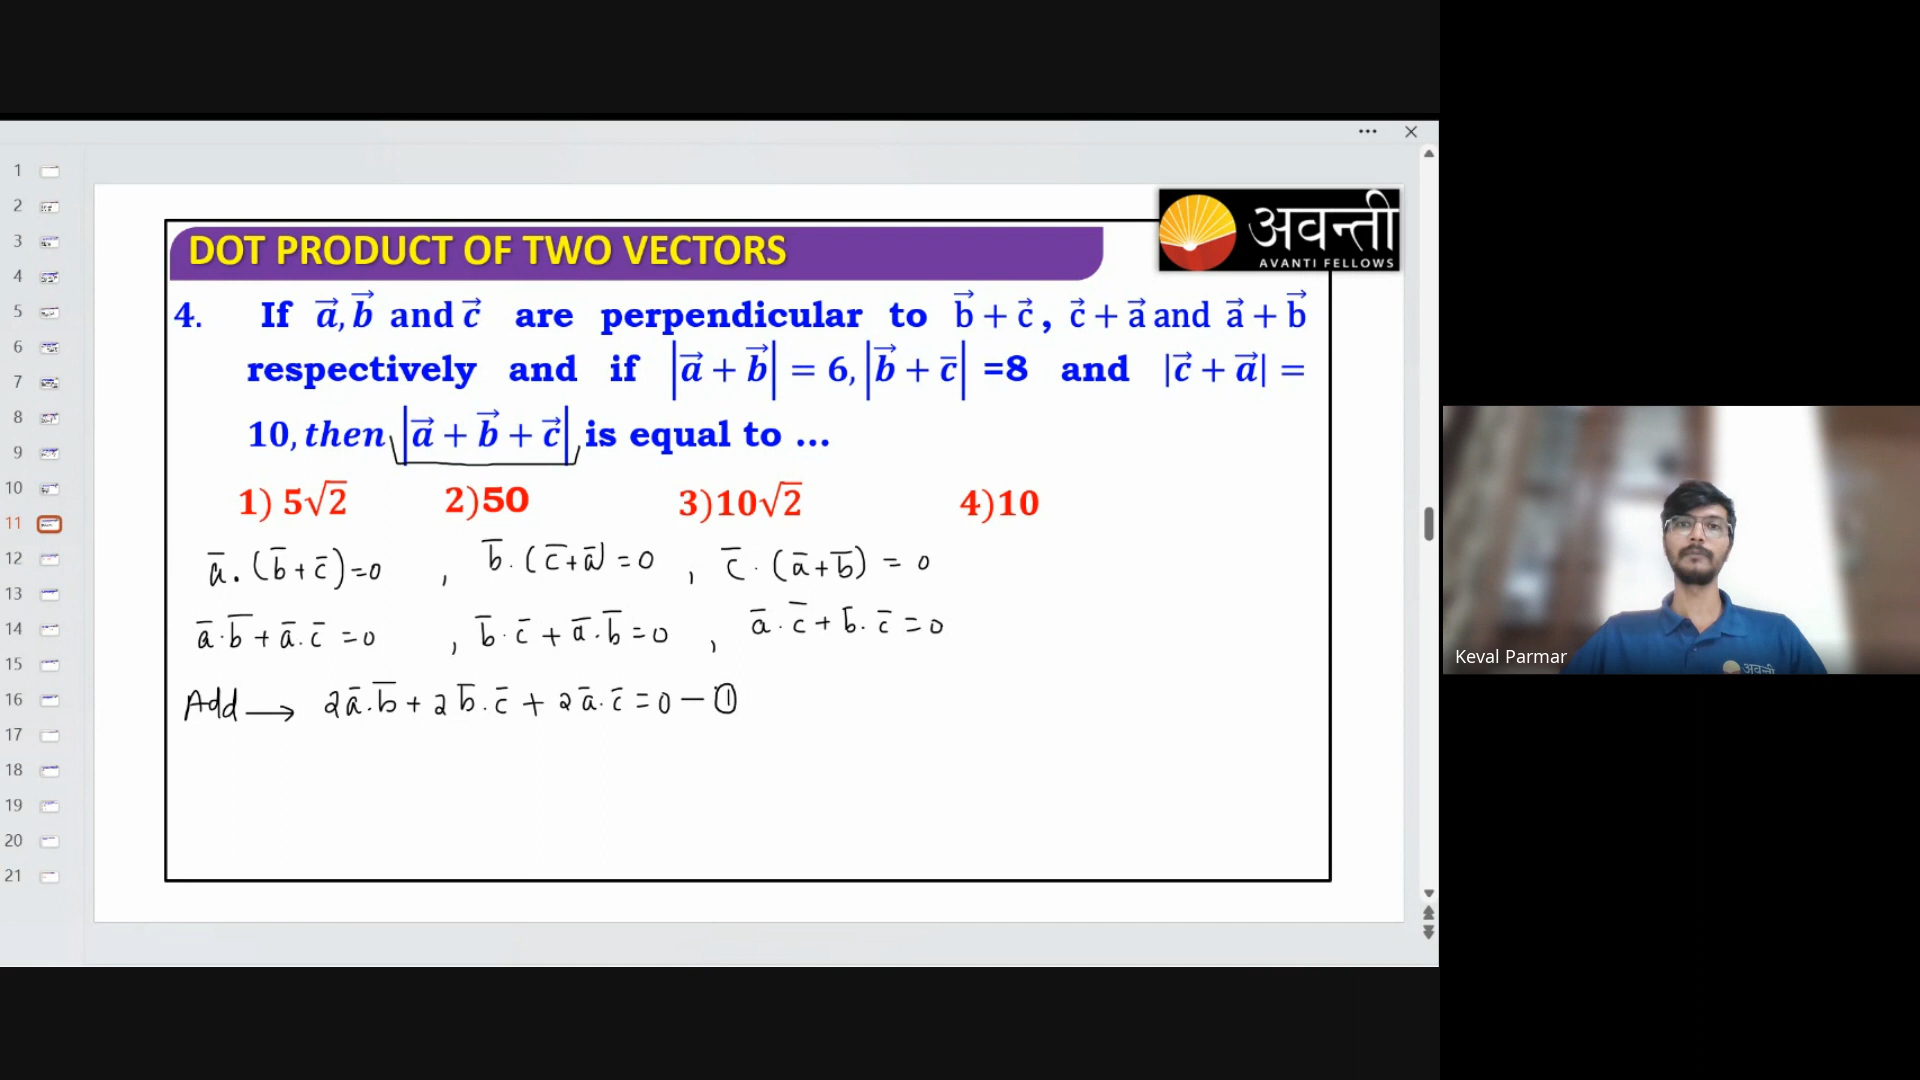 1
2
3
4
5
6
7
8
9
10
11
12
13
14
15
16
17
18
19
20
21
अवन्ती
AVANTI FELLOWS
DOT PRODUCT OF TWO VECTORS
4. If a⃗, b⃗ and c⃗ are perpendicular to b⃗ + c⃗ , c⃗ + a⃗ and a⃗ + b⃗
respectively and if |a⃗ + b⃗| = 6, |b⃗ + c̄| =8 and |c⃗ + a⃗| =
10, then |a⃗ + b⃗ + c⃗| is equal to ...
1) 5√2 2)50 3)10√2 4)10
a̅ . (b̅ + c̅) =0 , b̅ . (c̅+a̅) = 0 , c̅ . (a̅+b̅) = 0
a̅ . b̅ + a̅ . c̅ = 0 , b̅ . c̅ + a̅ . b̅ = 0 , a̅ . c̅ + b̅ . c̅ = 0
Add ⟶ 2a̅ . b̅ + 2b̅ . c̅ + 2a̅ . c̅ = 0 — ①
Keval Parmar
अवन्ती